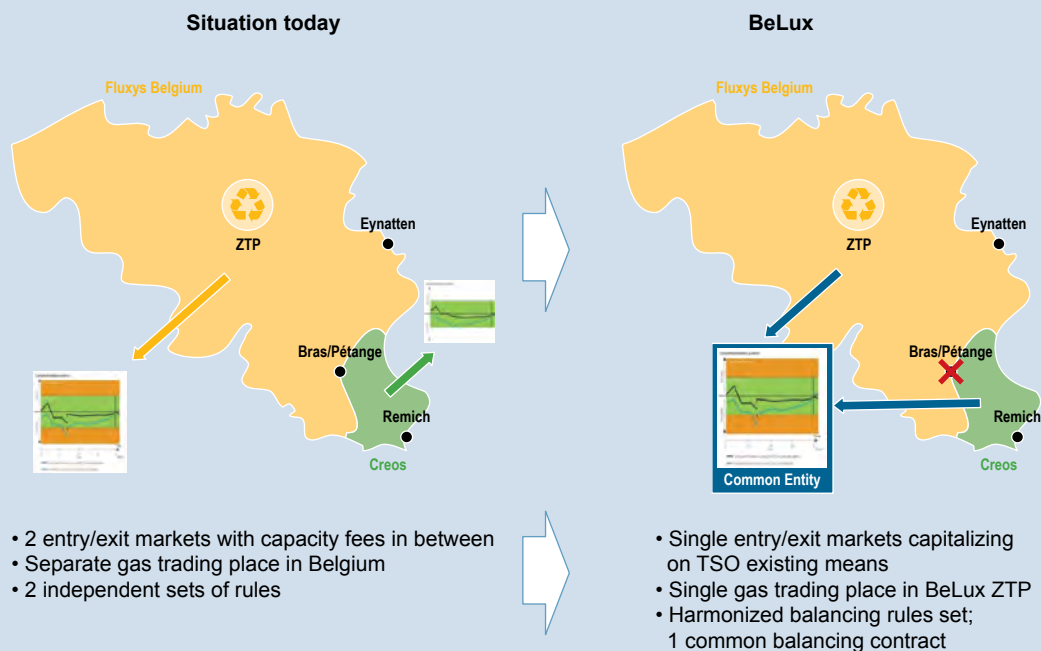 Situation today
BeLux
Fluxys Belgium
ZTP
Eynatten
Bras/Pétange
Remich
Creos
Fluxys Belgium
ZTP
Eynatten
Bras/Pétange
Remich
Creos
Common Entity
• 2 entry/exit markets with capacity fees in between
• Separate gas trading place in Belgium
• 2 independent sets of rules
• Single entry/exit markets capitalizing
on TSO existing means
• Single gas trading place in BeLux ZTP
• Harmonized balancing rules set;
1 common balancing contract